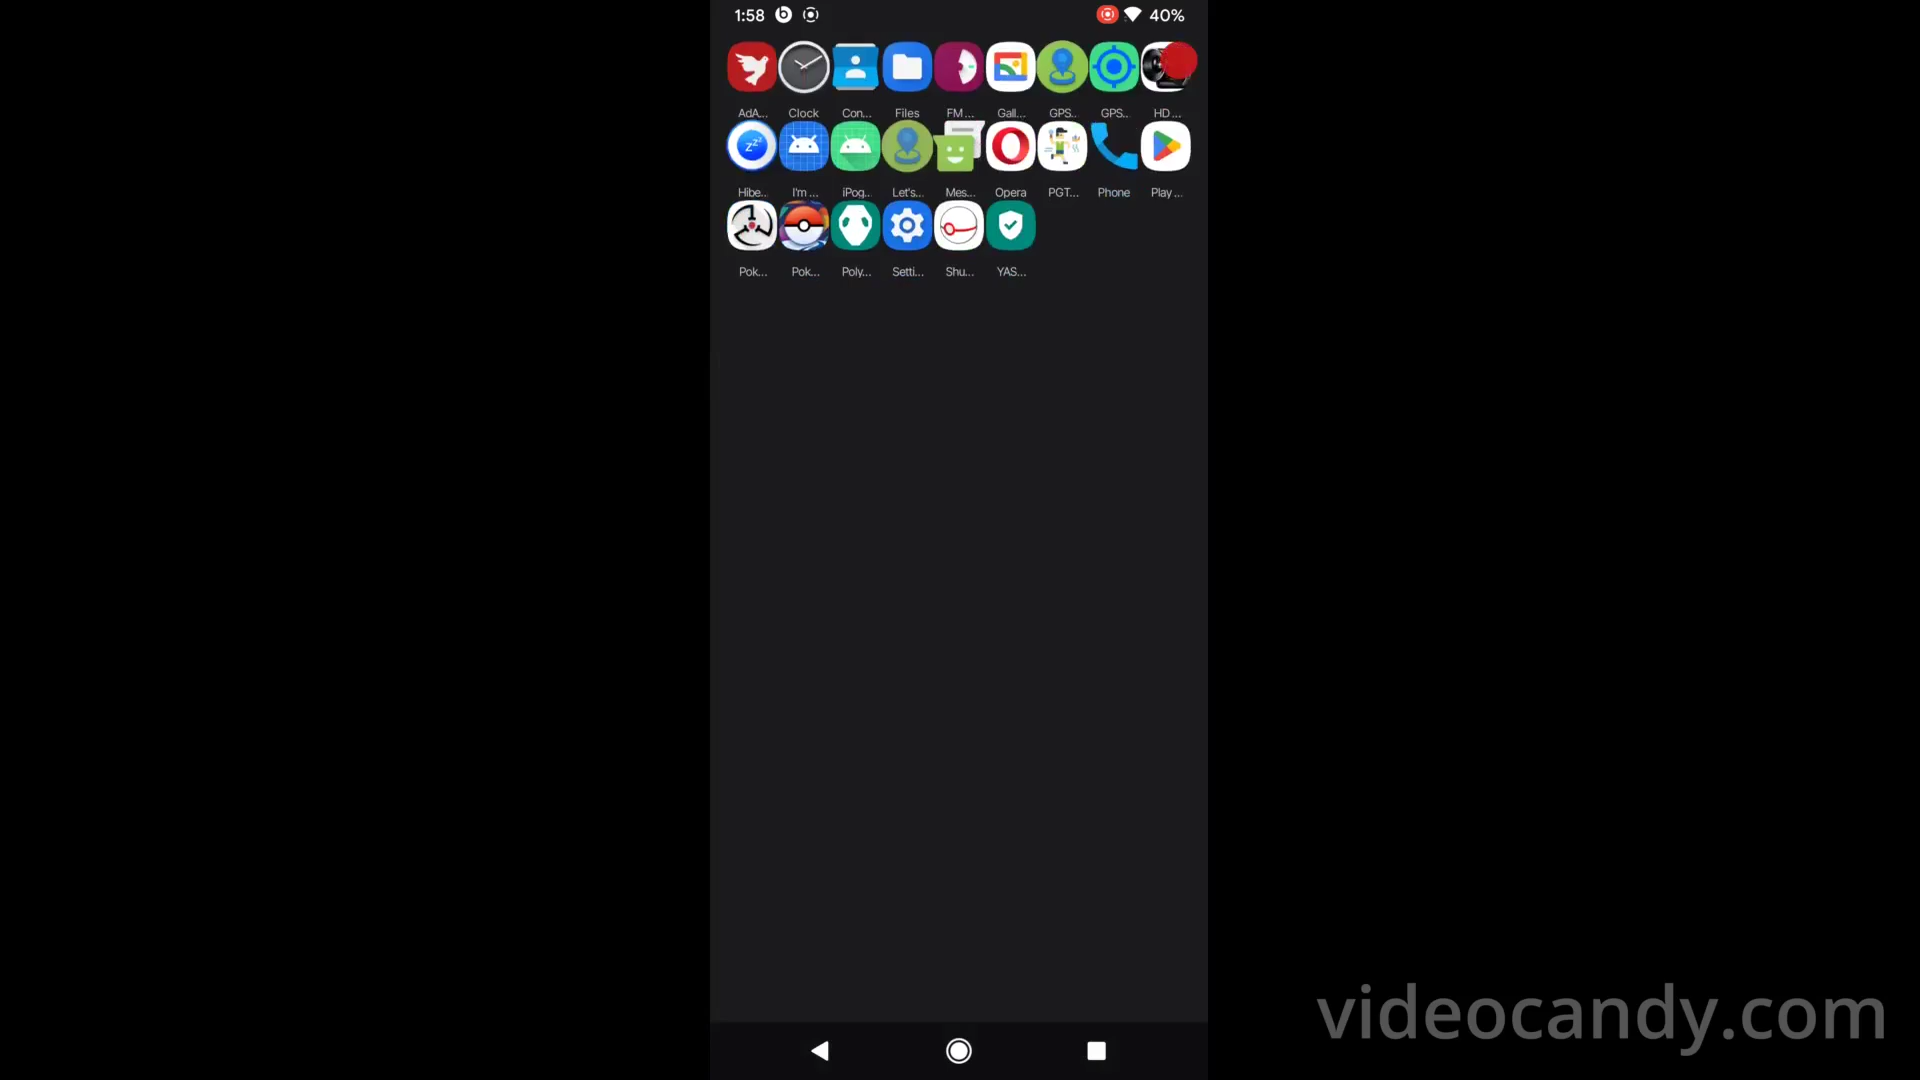 1:58 40%
AdA... Clock Con... Files FM ... Gall... GPS.. GPS.. HD ...
zzz
Hibe.. I'm ... iPog.. Let's... Mes... Opera PGT... Phone Play ...
Pok... Pok... Poly... Setti... Shu... YAS...
videocandy.com